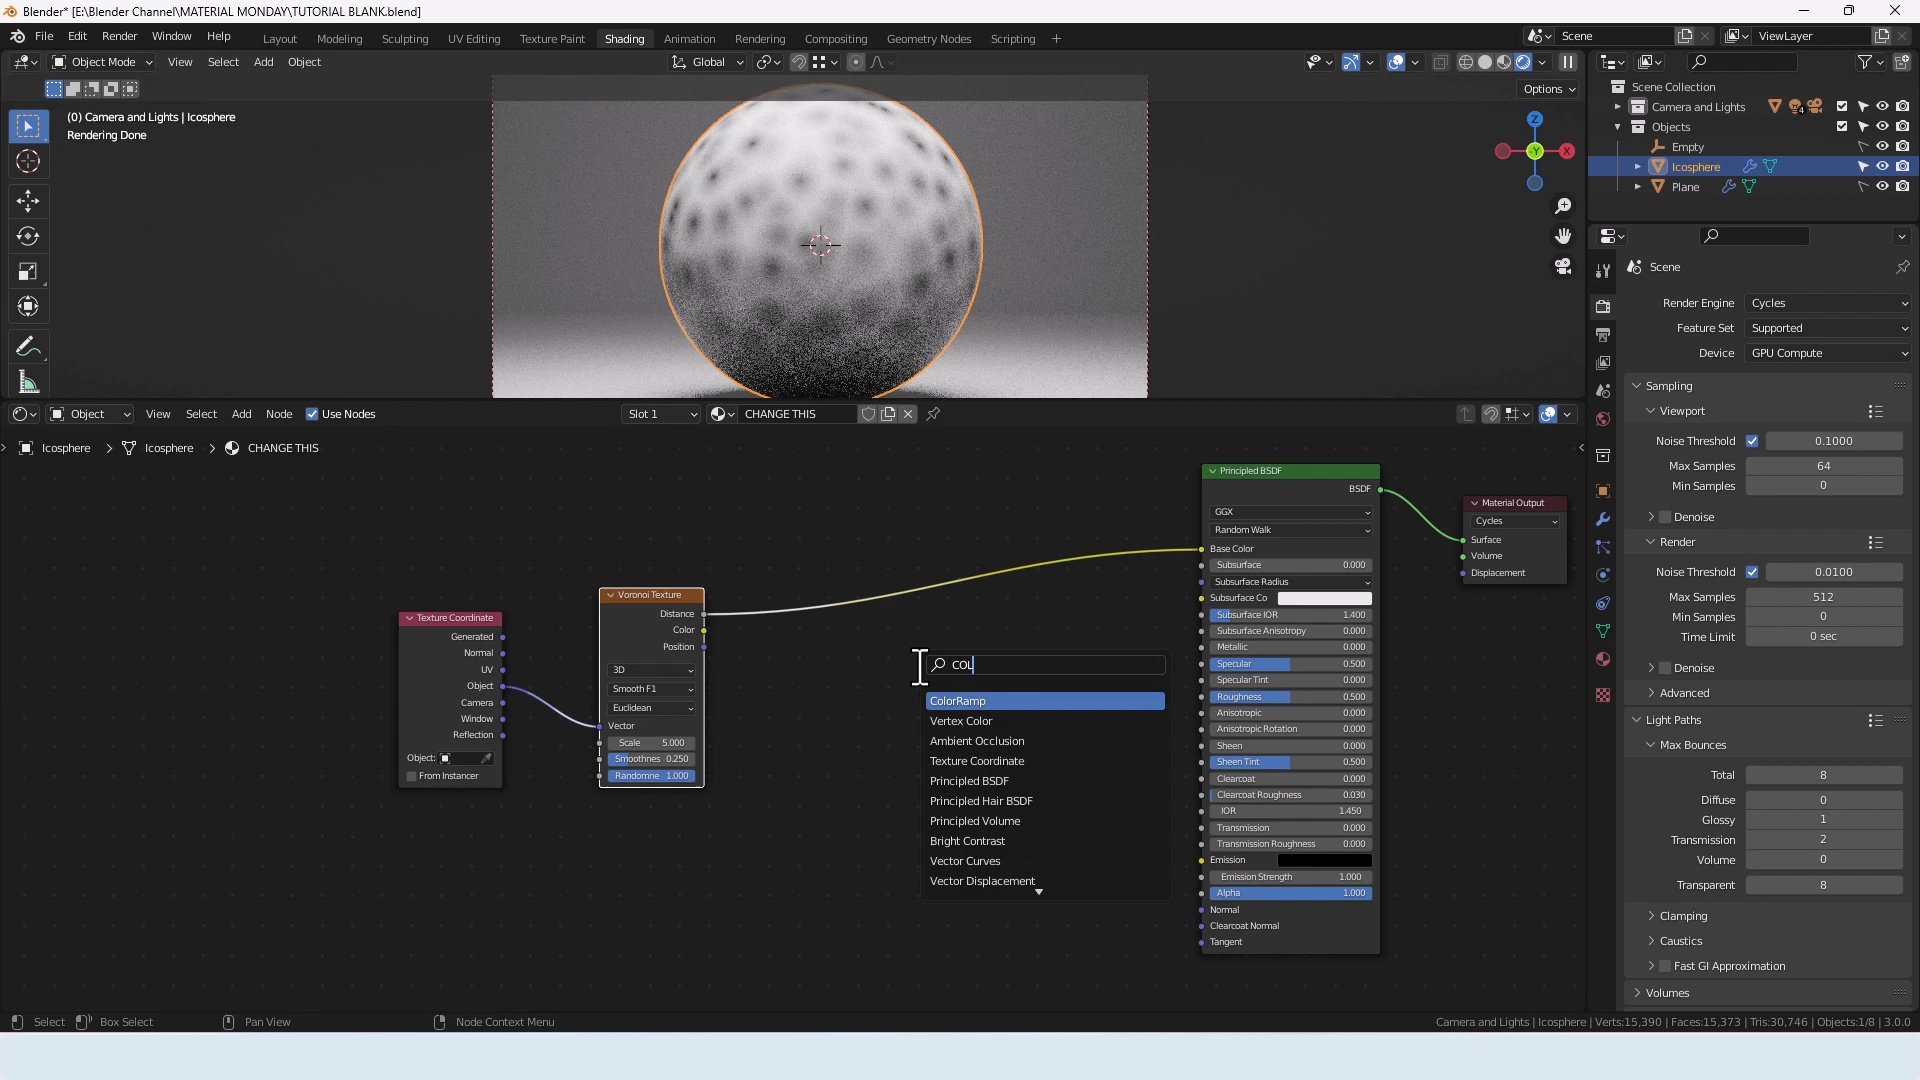 Blender* [E:\Blender Channel\MATERIAL MONDAY\TUTORIAL BLANK.blend]
File Edit Render Window Help Layout Modeling Sculpting UV Editing Texture Paint Shading Animation Rendering Compositing Geometry Nodes Scripting + Scene ViewLayer
Object Mode View Select Add Object Global
Options
(0) Camera and Lights | Icosphere
Rendering Done
Z
-Y
X
Scene Collection
Camera and Lights 4
Objects
Empty
Icosphere
Plane
Scene
Render Engine Cycles
Feature Set Supported
Device GPU Compute
Sampling
Viewport
Noise Threshold 0.1000
Max Samples 64
Min Samples 0
Denoise
Render
Noise Threshold 0.0100
Max Samples 512
Min Samples 0
Time Limit 0 sec
Denoise
Advanced
Light Paths
Max Bounces
Total 8
Diffuse 0
Glossy 1
Transmission 2
Volume 0
Transparent 8
Clamping
Caustics
Fast GI Approximation
Volumes
Object View Select Add Node Use Nodes Slot 1 CHANGE THIS
Icosphere > Icosphere > CHANGE THIS
Texture Coordinate
Generated
Normal
UV
Object
Camera
Window
Reflection
Object:
From Instancer
Voronoi Texture
Distance
Color
Position
3D
Smooth F1
Euclidean
Vector
Scale 5.000
Smoothnes 0.250
Randomne 1.000
COL
ColorRamp
Vertex Color
Ambient Occlusion
Texture Coordinate
Principled BSDF
Principled Hair BSDF
Principled Volume
Bright Contrast
Vector Curves
Vector Displacement
Principled BSDF
BSDF
GGX
Random Walk
Base Color
Subsurface 0.000
Subsurface Radius
Subsurface Co
Subsurface IOR 1.400
Subsurface Anisotropy 0.000
Metallic 0.000
Specular 0.500
Specular Tint 0.000
Roughness 0.500
Anisotropic 0.000
Anisotropic Rotation 0.000
Sheen 0.000
Sheen Tint 0.500
Clearcoat 0.000
Clearcoat Roughness 0.030
IOR 1.450
Transmission 0.000
Transmission Roughness 0.000
Emission
Emission Strength 1.000
Alpha 1.000
Normal
Clearcoat Normal
Tangent
Material Output
Cycles
Surface
Volume
Displacement
Select Box Select Pan View Node Context Menu Camera and Lights | Icosphere | Verts:15,390 | Faces:15,373 | Tris:30,746 | Objects:1/8 | 3.0.0